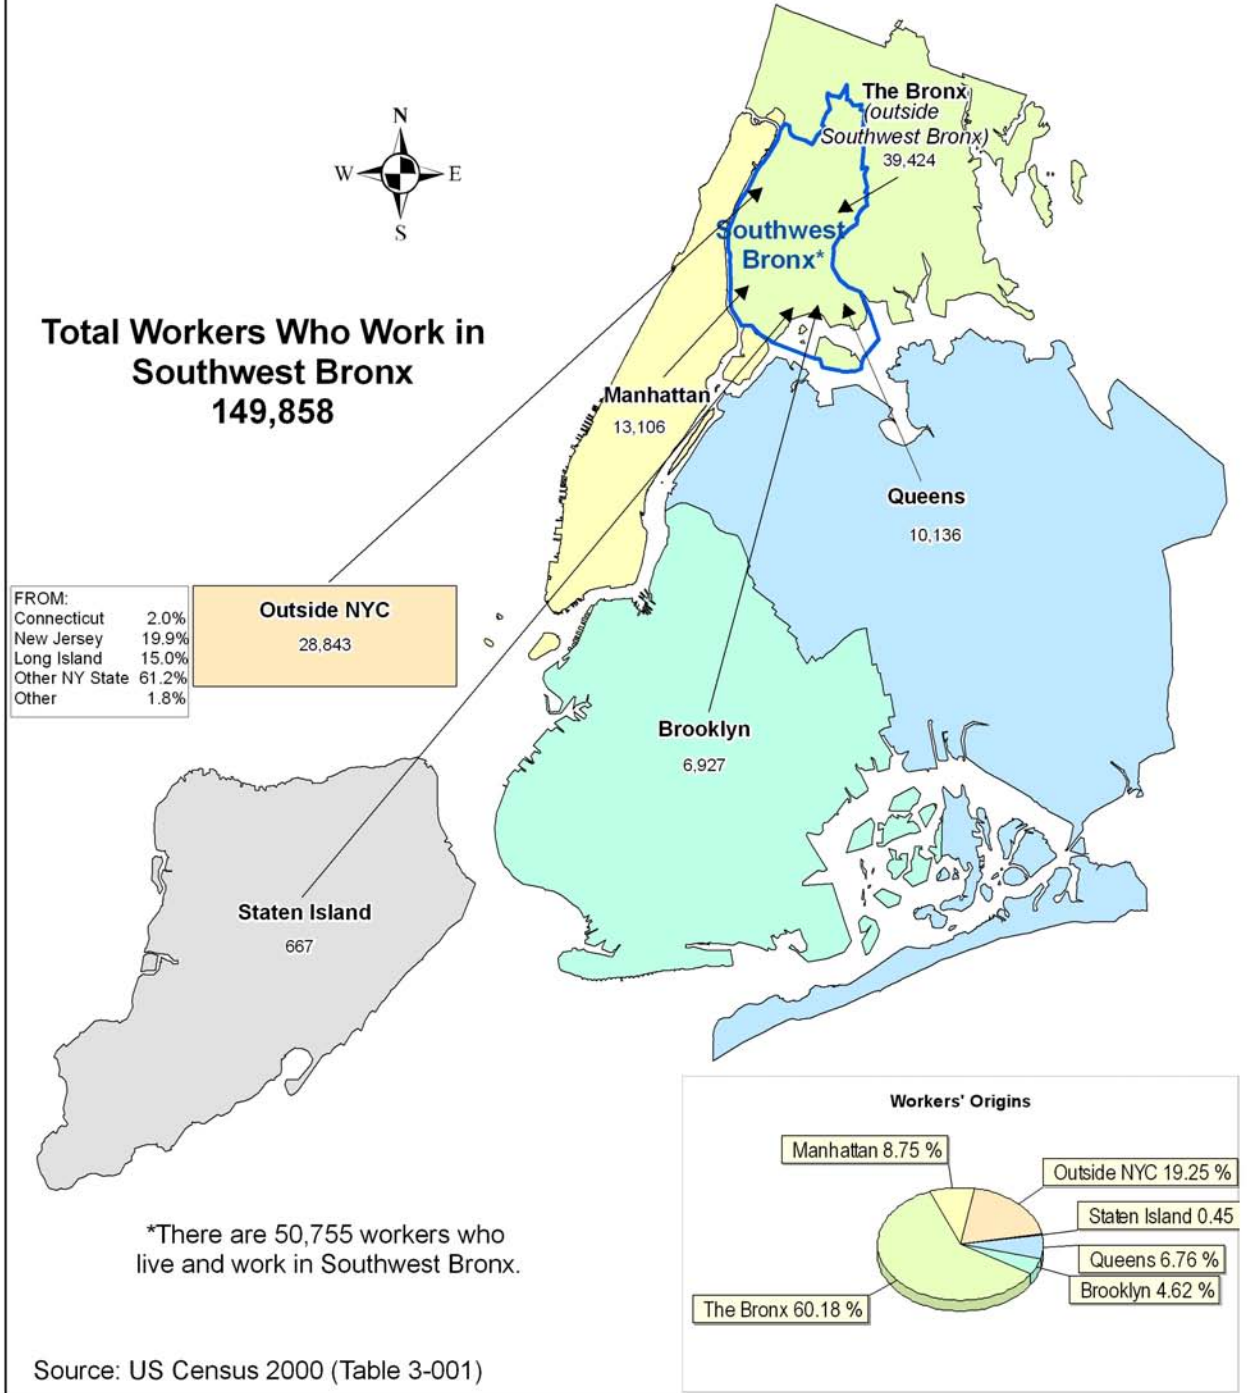 N
W
E
S
The Bronx
(outside
Southwest Bronx)
39,424
Southwest
Bronx*
Total Workers Who Work in
Southwest Bronx
149,858
Manhattan
13,106
Queens
10,136
FROM:
Connecticut 2.0%
New Jersey 19.9%
Long Island 15.0%
Other NY State 61.2%
Other 1.8%
Outside NYC
28,843
Brooklyn
6,927
Staten Island
667
*There are 50,755 workers who
live and work in Southwest Bronx.
Workers' Origins
Manhattan 8.75 %
Outside NYC 19.25 %
Staten Island 0.45
Queens 6.76 %
Brooklyn 4.62 %
The Bronx 60.18 %
Source: US Census 2000 (Table 3-001)